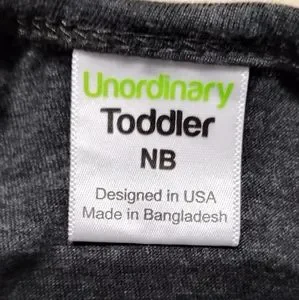 Unordinary
Toddler
NB
Designed in USA
Made in Bangladesh